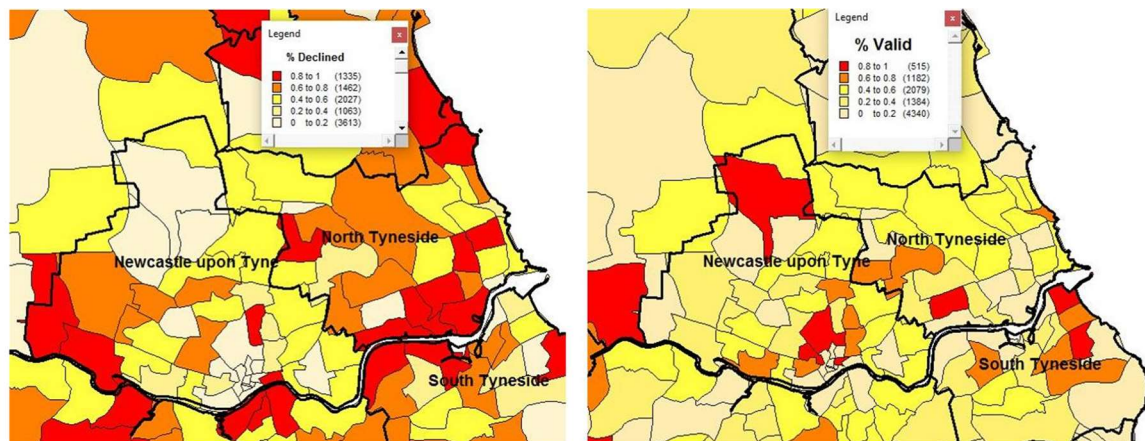 Legend
x
% Declined
0.8 to 1 (1335)
0.6 to 0.8 (1462)
0.4 to 0.6 (2027)
0.2 to 0.4 (1063)
0 to 0.2 (3613)
North Tyneside
Newcastle upon Tyne
South Tyneside
Legend
x
% Valid
0.8 to 1 (515)
0.6 to 0.8 (1182)
0.4 to 0.6 (2079)
0.2 to 0.4 (1384)
0 to 0.2 (4340)
North Tyneside
Newcastle upon Tyne
South Tyneside